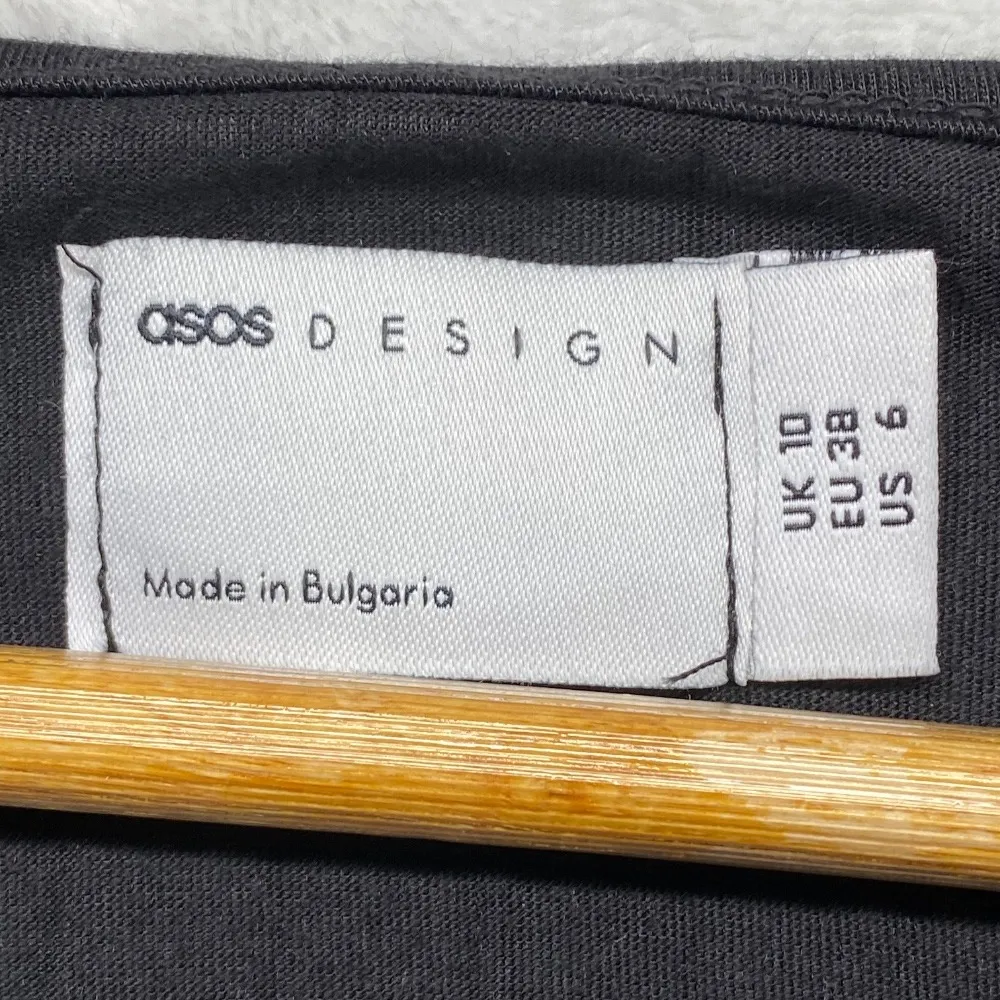 asos DESIGN
Made in Bulgaria
UK 10
EU 38
US 6